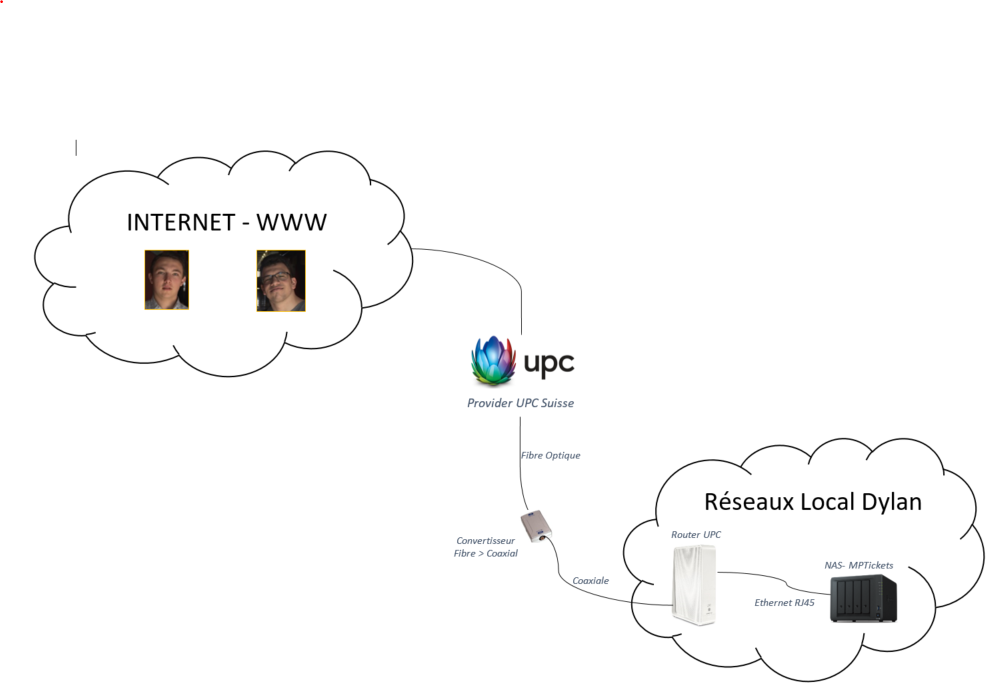 INTERNET - WWW
upc
Provider UPC Suisse
Fibre Optique
Convertisseur
Fibre > Coaxial
Coaxiale
Réseaux Local Dylan
Router UPC
NAS- MPTickets
Ethernet RJ45